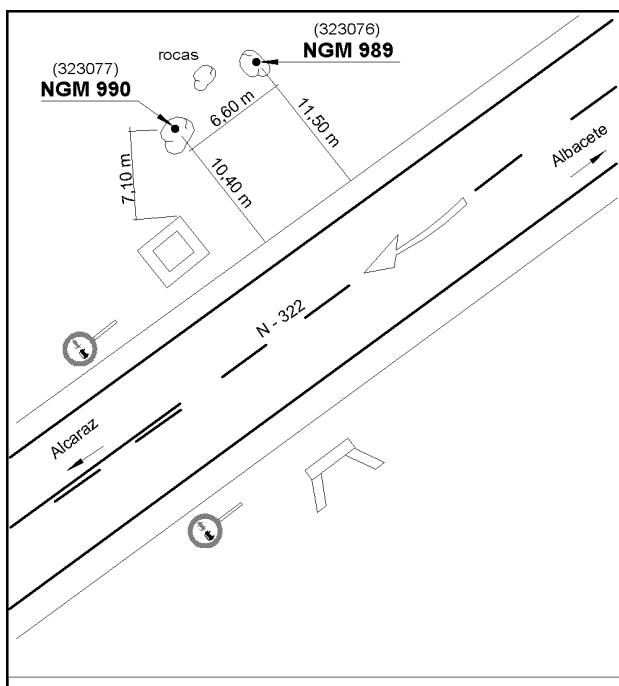 (323076)
NGM 989
rocas
(323077)
NGM 990
6,60 m
11,50 m
7,10 m
10,40 m
Albacete
N - 322
Alcaraz